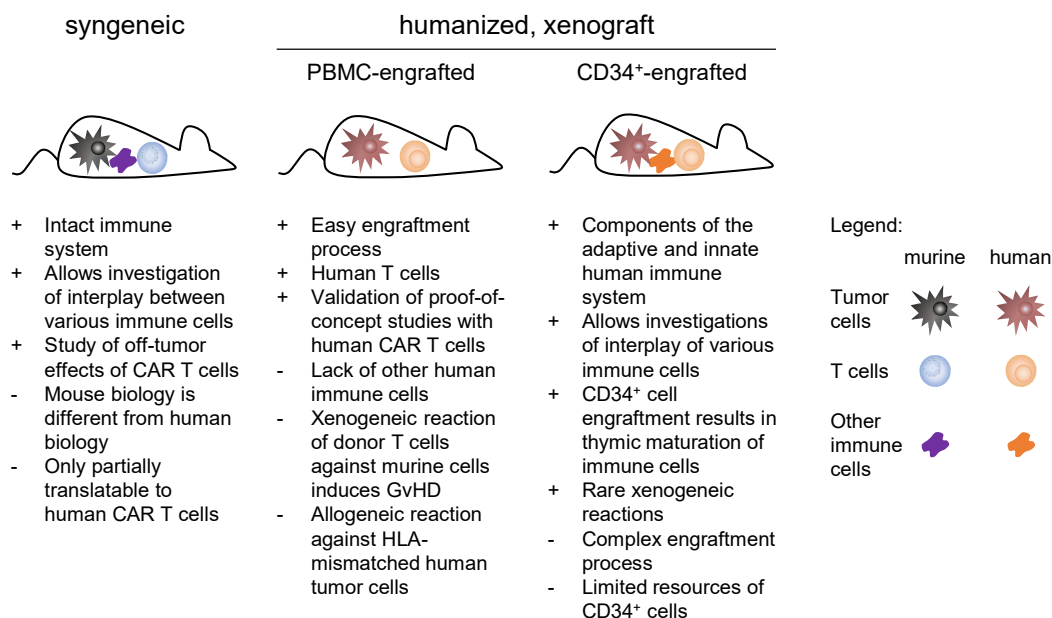 syngeneic
humanized, xenograft
PBMC-engrafted
CD34⁺-engrafted
+ Intact immune
system
+ Allows investigation
of interplay between
various immune cells
+ Study of off-tumor
effects of CAR T cells
- Mouse biology is
different from human
biology
- Only partially
translatable to
human CAR T cells
+ Easy engraftment
process
+ Human T cells
+ Validation of proof-of-
concept studies with
human CAR T cells
- Lack of other human
immune cells
- Xenogeneic reaction
of donor T cells
against murine cells
induces GvHD
- Allogeneic reaction
against HLA-
mismatched human
tumor cells
+ Components of the
adaptive and innate
human immune
system
+ Allows investigations
of interplay of various
immune cells
+ CD34⁺ cell
engraftment results in
thymic maturation of
immune cells
+ Rare xenogeneic
reactions
- Complex engraftment
process
- Limited resources of
CD34⁺ cells
Legend:
murine human
Tumor
cells
T cells
Other
immune
cells